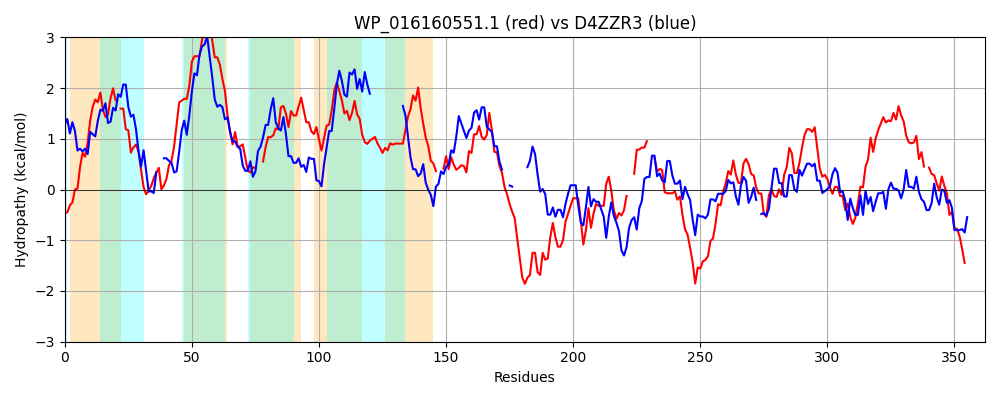 WP_016160551.1 (red) vs D4ZZR3 (blue)
Hydropathy (kcal/mol)
3
2
1
0
−1
−2
−3
0 50 100 150 200 250 300 350
Residues